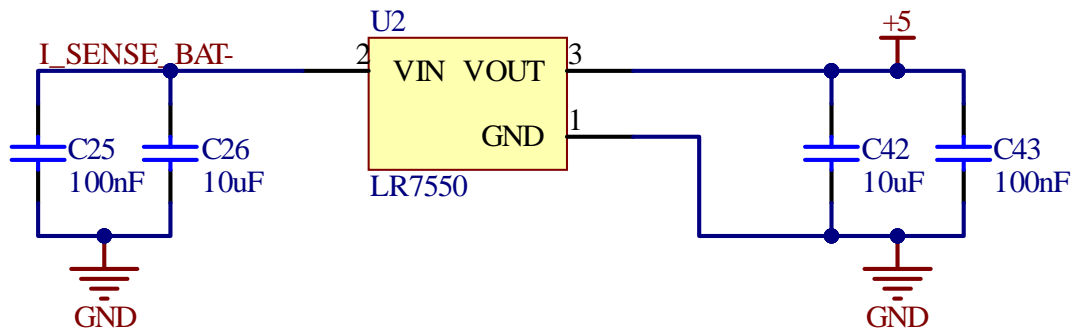 U2
+5
I_SENSE_BAT-
2
VIN
VOUT
3
GND
1
C25
100nF
C26
10uF
LR7550
C42
10uF
C43
100nF
GND
GND